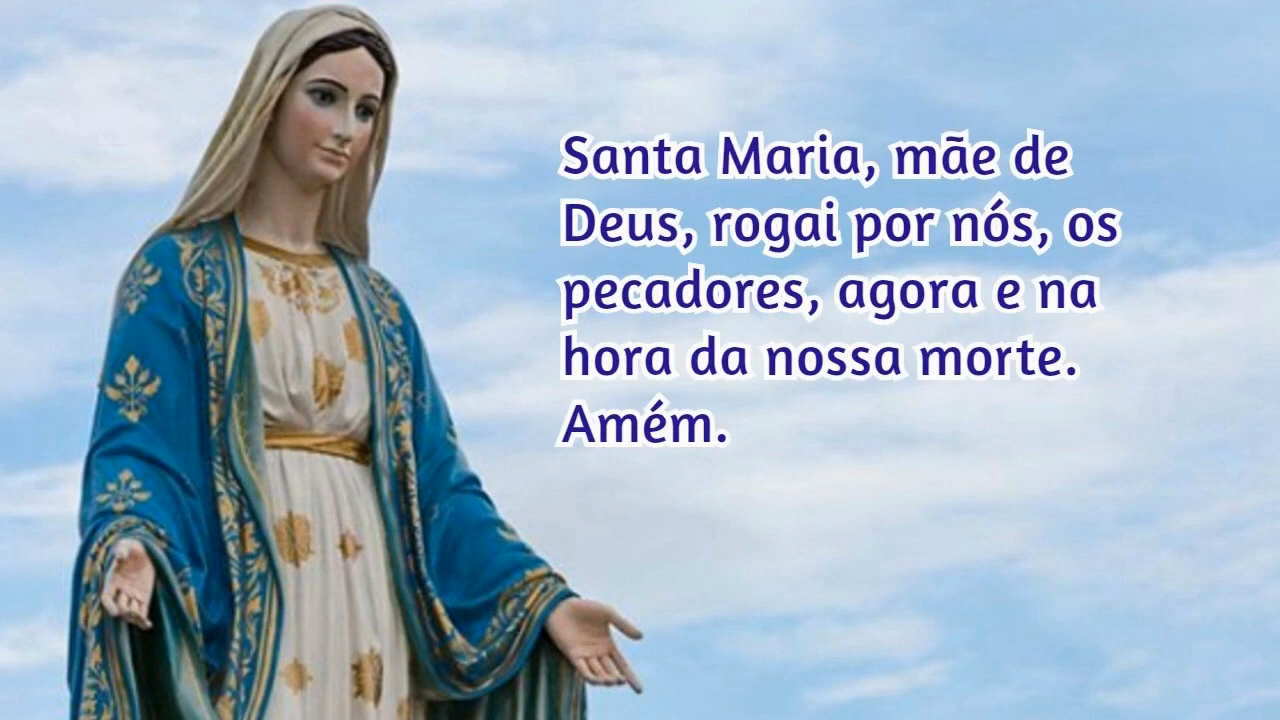 Santa Maria, mãe de
Deus, rogai por nós, os
pecadores, agora e na
hora da nossa morte.
Amém.